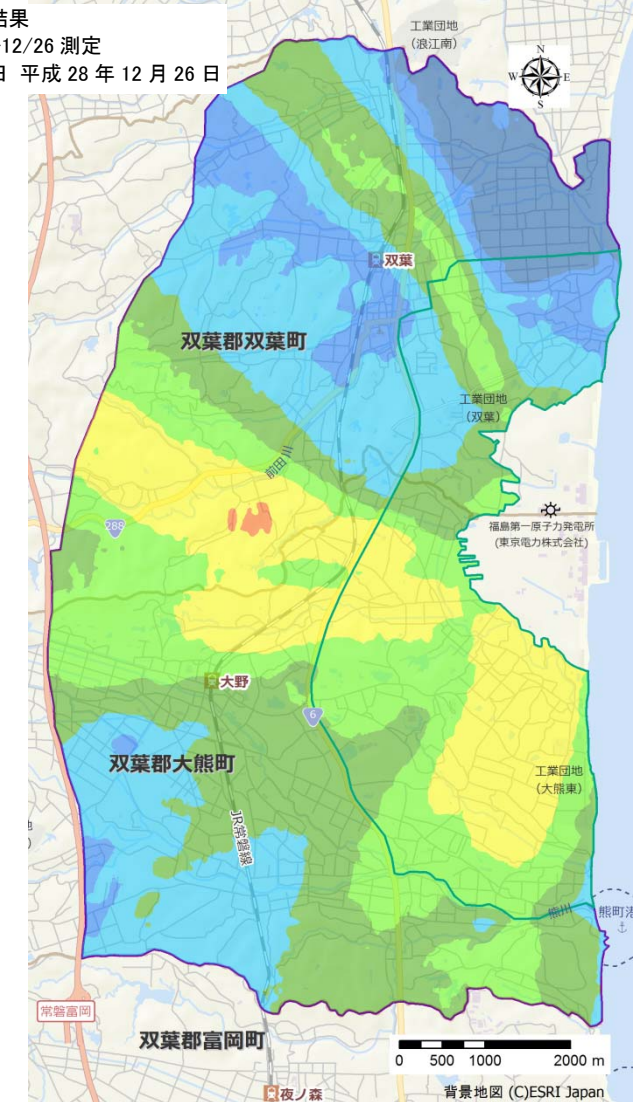 結果
12/26 測定
日 平成 28 年 12 月 26 日
工業団地
(浪江南)
N
W
E
S
双葉
双葉郡双葉町
工業団地
(双葉)
前田川
288
福島第一原子力発電所
(東京電力株式会社)
大野
6
双葉郡大熊町
工業団地
(大熊東)
JR常磐線
熊川
熊町港
常磐富岡
双葉郡富岡町
0 500 1000 2000 m
夜ノ森
背景地図 (C)ESRI Japan